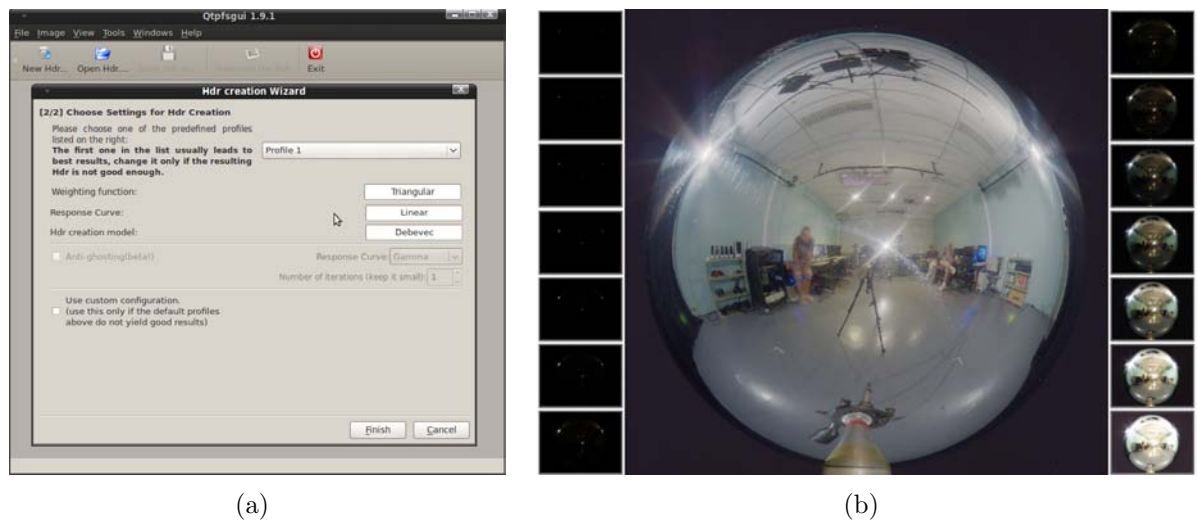 Qtpfsgui 1.9.1
File Image View Tools Windows Help
New Hdr... Open Hdr.... Exit
Hdr creation Wizard
[2/2] Choose Settings for Hdr Creation
Please choose one of the predefined profiles
listed on the right:
The first one in the list usually leads to
best results, change it only if the resulting
Hdr is not good enough.
Profile 1
Weighting function: Triangular
Response Curve: Linear
Hdr creation model: Debevec
Anti-ghosting(beta!) Response Curve: Gamma
Number of iterations (keep it small): 1
Use custom configuration.
(use this only if the default profiles
above do not yield good results)
Finish Cancel
(a) (b)